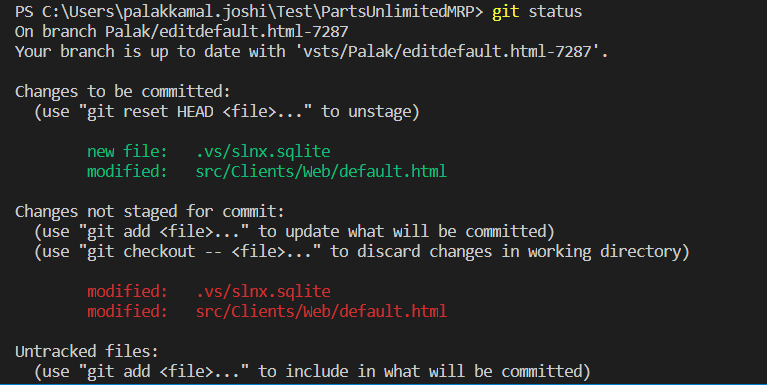 PS C:\Users\palakkamal.joshi\Test\PartsUnlimitedMRP> git status
On branch Palak/editdefault.html-7287
Your branch is up to date with 'vsts/Palak/editdefault.html-7287'.
Changes to be committed:
  (use "git reset HEAD <file>..." to unstage)
        new file:   .vs/slnx.sqlite
        modified:   src/Clients/Web/default.html
Changes not staged for commit:
  (use "git add <file>..." to update what will be committed)
  (use "git checkout -- <file>..." to discard changes in working directory)
        modified:   .vs/slnx.sqlite
        modified:   src/Clients/Web/default.html
Untracked files:
  (use "git add <file>..." to include in what will be committed)